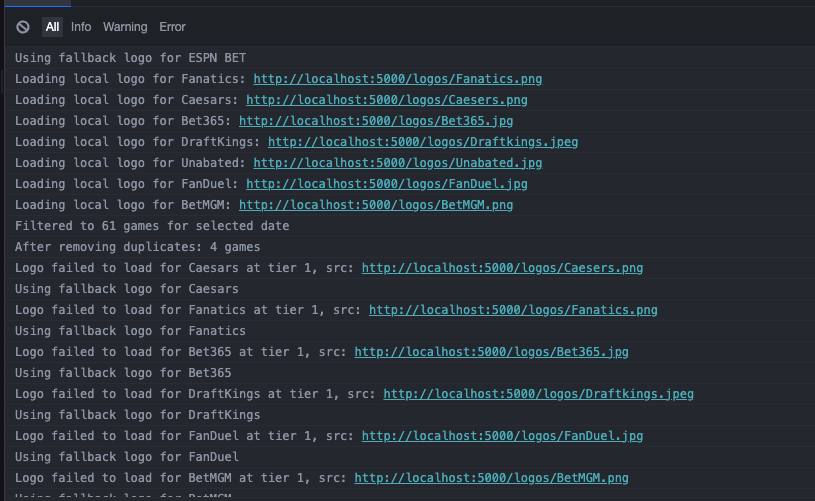 All Info Warning Error
Using fallback logo for ESPN BET
Loading local logo for Fanatics: http://localhost:5000/logos/Fanatics.png
Loading local logo for Caesars: http://localhost:5000/logos/Caesers.png
Loading local logo for Bet365: http://localhost:5000/logos/Bet365.jpg
Loading local logo for DraftKings: http://localhost:5000/logos/Draftkings.jpeg
Loading local logo for Unabated: http://localhost:5000/logos/Unabated.jpg
Loading local logo for FanDuel: http://localhost:5000/logos/FanDuel.jpg
Loading local logo for BetMGM: http://localhost:5000/logos/BetMGM.png
Filtered to 61 games for selected date
After removing duplicates: 4 games
Logo failed to load for Caesars at tier 1, src: http://localhost:5000/logos/Caesers.png
Using fallback logo for Caesars
Logo failed to load for Fanatics at tier 1, src: http://localhost:5000/logos/Fanatics.png
Using fallback logo for Fanatics
Logo failed to load for Bet365 at tier 1, src: http://localhost:5000/logos/Bet365.jpg
Using fallback logo for Bet365
Logo failed to load for DraftKings at tier 1, src: http://localhost:5000/logos/Draftkings.jpeg
Using fallback logo for DraftKings
Logo failed to load for FanDuel at tier 1, src: http://localhost:5000/logos/FanDuel.jpg
Using fallback logo for FanDuel
Logo failed to load for BetMGM at tier 1, src: http://localhost:5000/logos/BetMGM.png
Using fallback logo for BetMGM